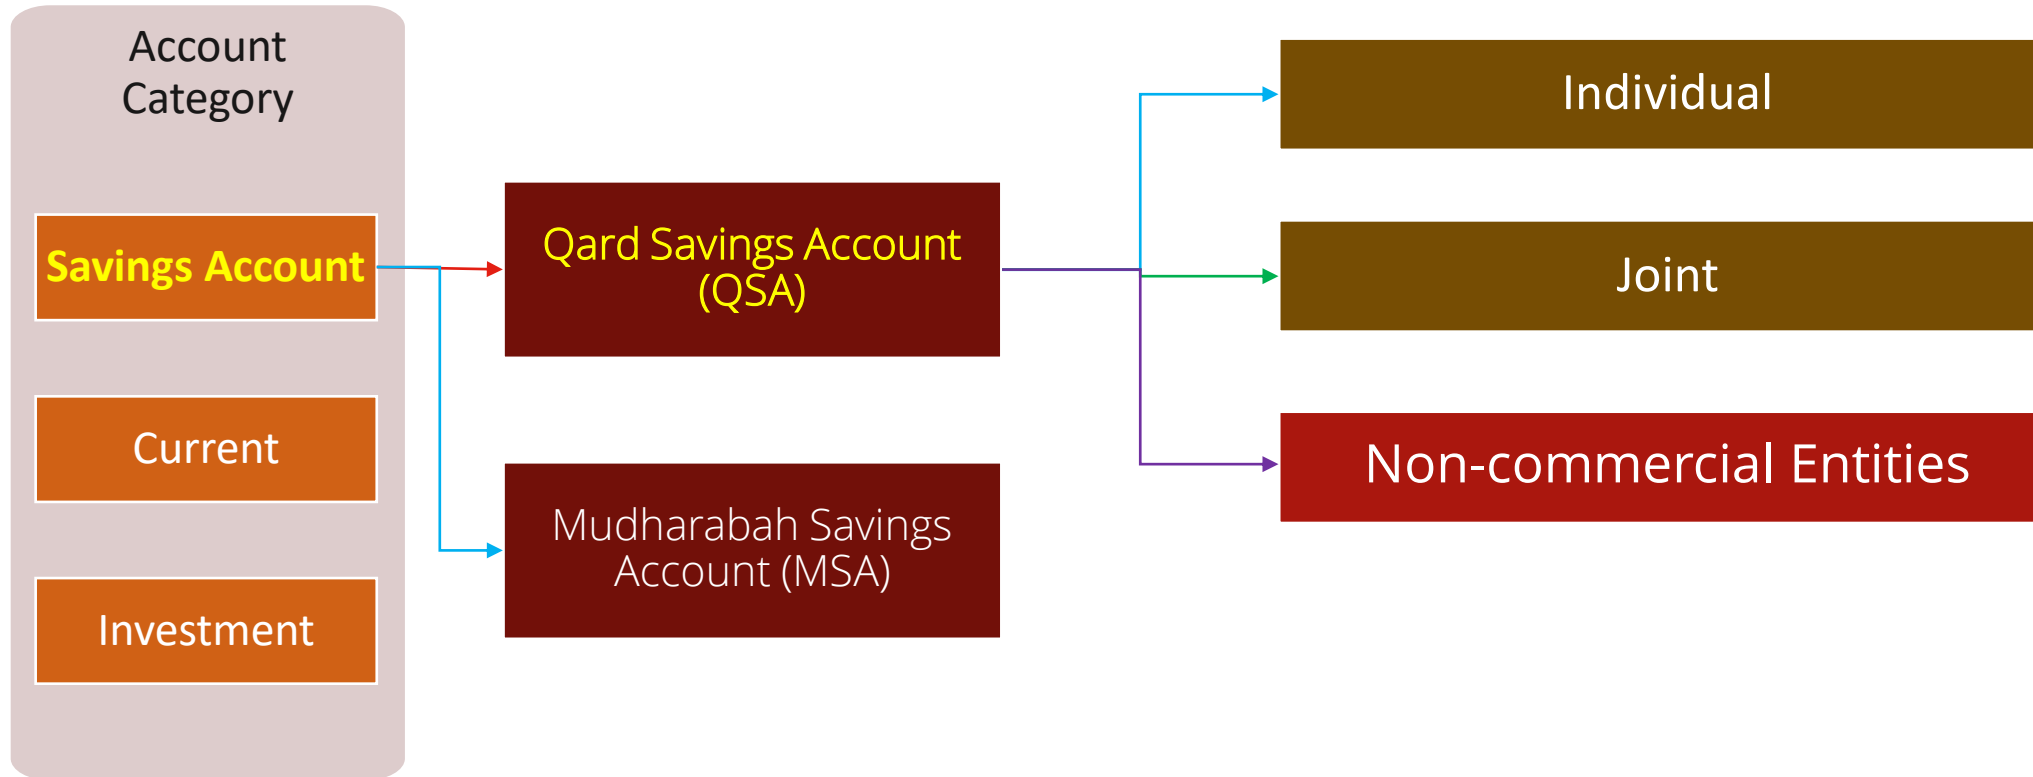 Account
Category
Savings Account
Current
Investment
Qard Savings Account
(QSA)
Mudharabah Savings
Account (MSA)
Individual
Joint
Non-commercial Entities